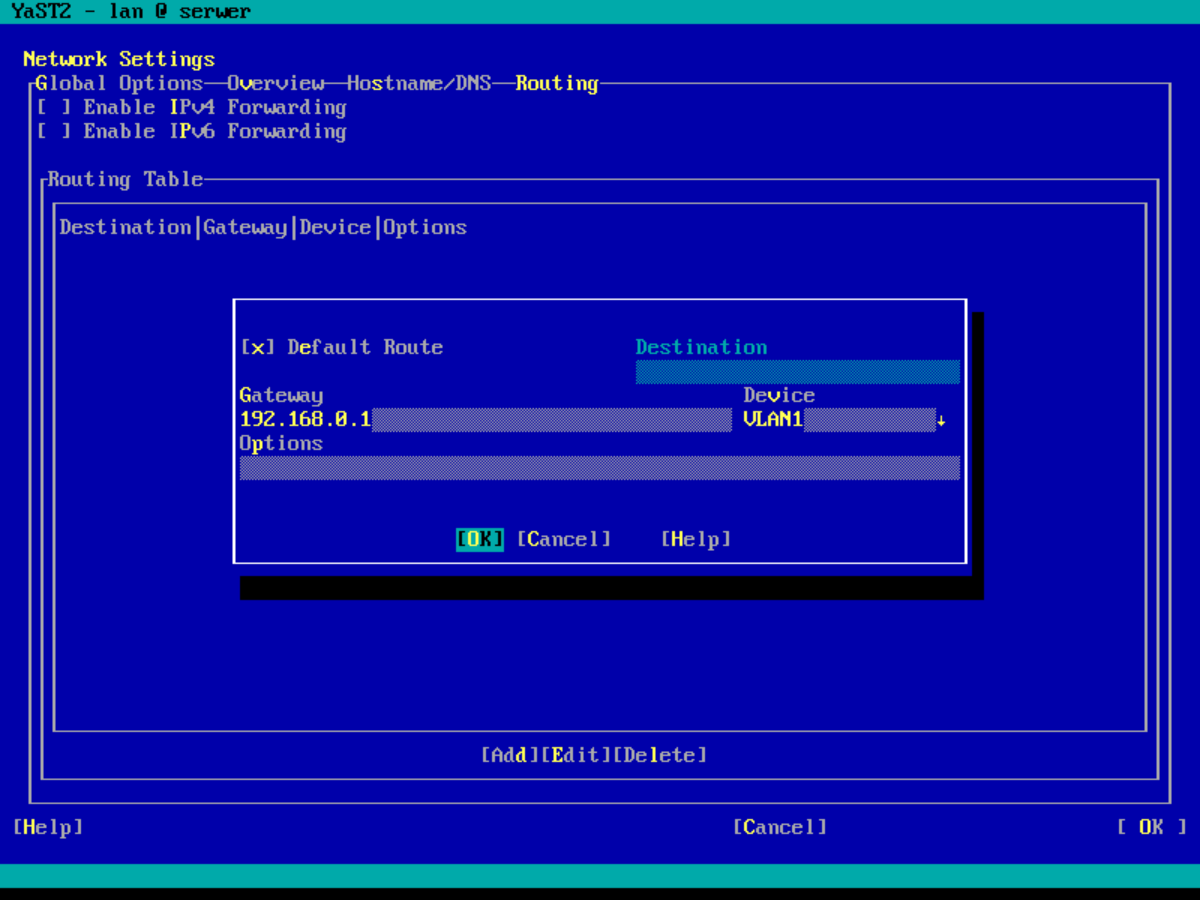 YaST2 - lan @ serwer
Network Settings
Global Options—Overview—Hostname/DNS—Routing
[ ] Enable IPv4 Forwarding
[ ] Enable IPv6 Forwarding
Routing Table
Destination|Gateway|Device|Options
[x] Default Route Destination
Gateway Device
192.168.0.1 VLAN1↓
Options
[OK] [Cancel] [Help]
[Add][Edit][Delete]
[Help] [Cancel] [ OK ]